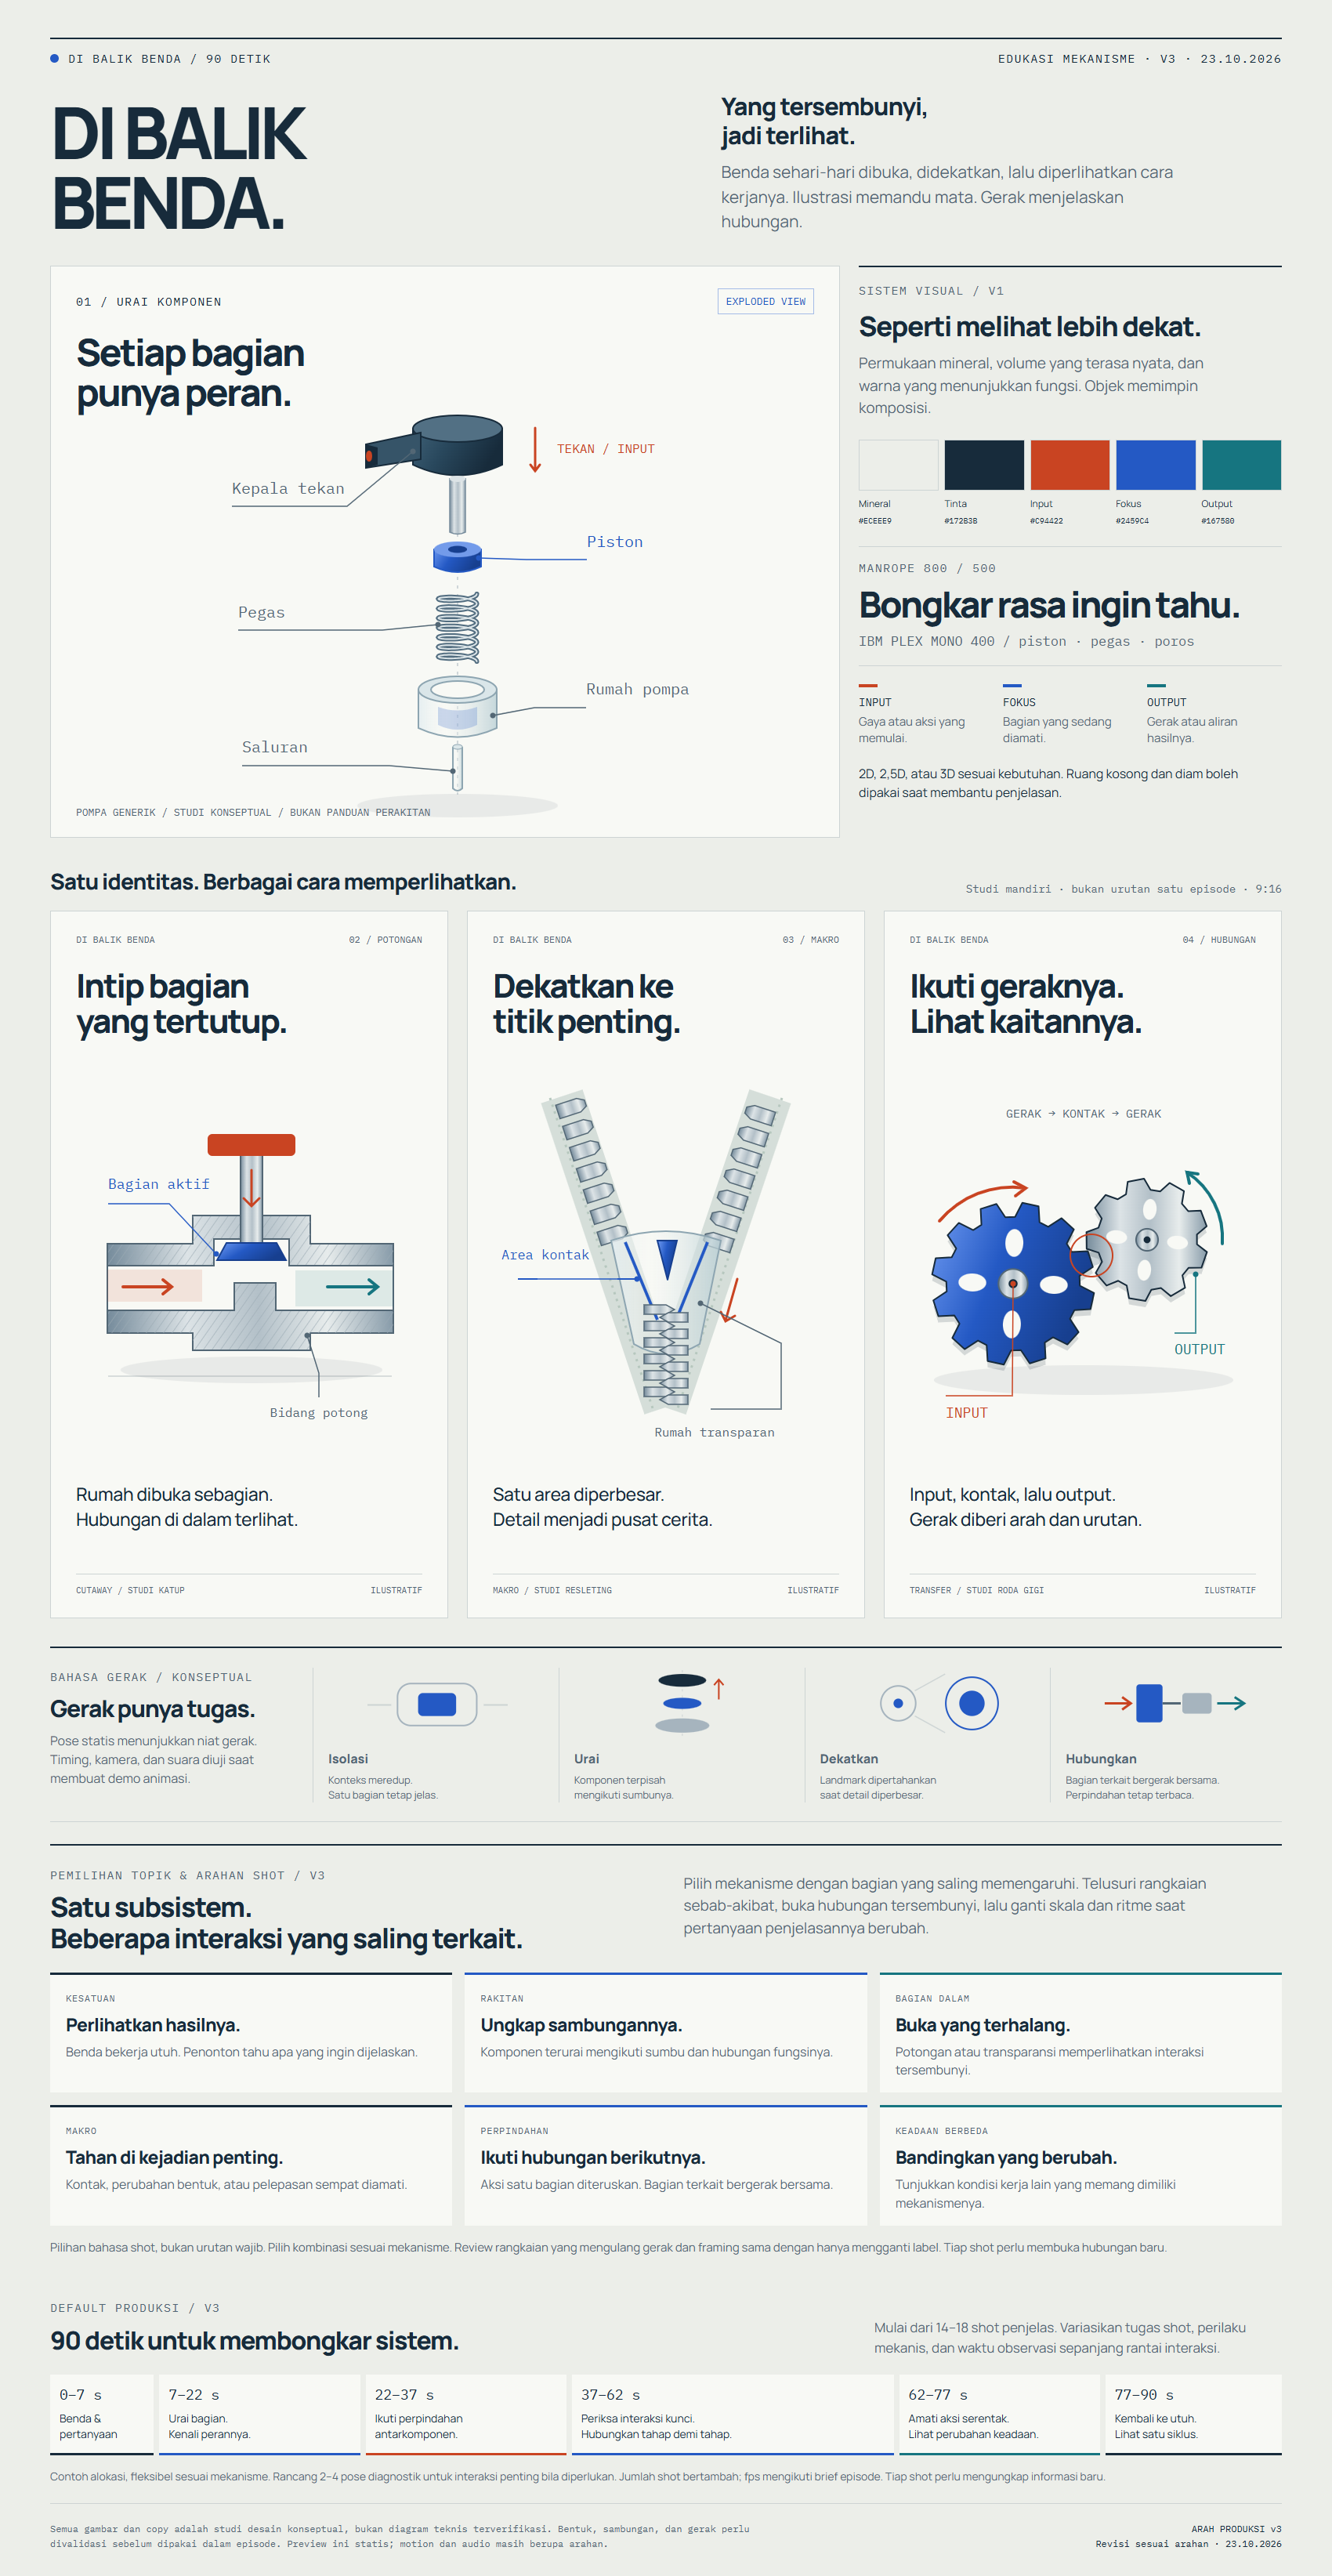 DI BALIK BENDA / 90 DETIK
EDUKASI MEKANISME · V3 · 23.10.2026
DI BALIK
BENDA.
Yang tersembunyi,
jadi terlihat.
Benda sehari-hari dibuka, didekatkan, lalu diperlihatkan cara
kerjanya. Ilustrasi memandu mata. Gerak menjelaskan
hubungan.
01 / URAI KOMPONEN
EXPLODED VIEW
Setiap bagian
punya peran.
TEKAN / INPUT
Kepala tekan
Piston
Pegas
Rumah pompa
Saluran
POMPA GENERIK / STUDI KONSEPTUAL / BUKAN PANDUAN PERAKITAN
SISTEM VISUAL / V1
Seperti melihat lebih dekat.
Permukaan mineral, volume yang terasa nyata, dan
warna yang menunjukkan fungsi. Objek memimpin
komposisi.
Mineral
Tinta
Input
Fokus
Output
#ECEEE9
#172B3B
#C94422
#2459C4
#167580
MANROPE 800 / 500
Bongkar rasa ingin tahu.
IBM PLEX MONO 400 / piston · pegas · poros
INPUT
Gaya atau aksi yang
memulai.
FOKUS
Bagian yang sedang
diamati.
OUTPUT
Gerak atau aliran
hasilnya.
2D, 2,5D, atau 3D sesuai kebutuhan. Ruang kosong dan diam boleh
dipakai saat membantu penjelasan.
Satu identitas. Berbagai cara memperlihatkan.
Studi mandiri · bukan urutan satu episode · 9:16
DI BALIK BENDA
02 / POTONGAN
Intip bagian
yang tertutup.
Bagian aktif
Bidang potong
Rumah dibuka sebagian.
Hubungan di dalam terlihat.
CUTAWAY / STUDI KATUP
ILUSTRATIF
DI BALIK BENDA
03 / MAKRO
Dekatkan ke
titik penting.
Area kontak
Rumah transparan
Satu area diperbesar.
Detail menjadi pusat cerita.
MAKRO / STUDI RESLETING
ILUSTRATIF
DI BALIK BENDA
04 / HUBUNGAN
Ikuti geraknya.
Lihat kaitannya.
GERAK → KONTAK → GERAK
OUTPUT
INPUT
Input, kontak, lalu output.
Gerak diberi arah dan urutan.
TRANSFER / STUDI RODA GIGI
ILUSTRATIF
BAHASA GERAK / KONSEPTUAL
Gerak punya tugas.
Pose statis menunjukkan niat gerak.
Timing, kamera, dan suara diuji saat
membuat demo animasi.
Isolasi
Konteks meredup.
Satu bagian tetap jelas.
Urai
Komponen terpisah
mengikuti sumbunya.
Dekatkan
Landmark dipertahankan
saat detail diperbesar.
Hubungkan
Bagian terkait bergerak bersama.
Perpindahan tetap terbaca.
PEMILIHAN TOPIK & ARAHAN SHOT / V3
Satu subsistem.
Beberapa interaksi yang saling terkait.
Pilih mekanisme dengan bagian yang saling memengaruhi. Telusuri rangkaian
sebab-akibat, buka hubungan tersembunyi, lalu ganti skala dan ritme saat
pertanyaan penjelasannya berubah.
KESATUAN
Perlihatkan hasilnya.
Benda bekerja utuh. Penonton tahu apa yang ingin dijelaskan.
RAKITAN
Ungkap sambungannya.
Komponen terurai mengikuti sumbu dan hubungan fungsinya.
BAGIAN DALAM
Buka yang terhalang.
Potongan atau transparansi memperlihatkan interaksi
tersembunyi.
MAKRO
Tahan di kejadian penting.
Kontak, perubahan bentuk, atau pelepasan sempat diamati.
PERPINDAHAN
Ikuti hubungan berikutnya.
Aksi satu bagian diteruskan. Bagian terkait bergerak bersama.
KEADAAN BERBEDA
Bandingkan yang berubah.
Tunjukkan kondisi kerja lain yang memang dimiliki
mekanismenya.
Pilihan bahasa shot, bukan urutan wajib. Pilih kombinasi sesuai mekanisme. Review rangkaian yang mengulang gerak dan framing sama dengan hanya mengganti label. Tiap shot perlu membuka hubungan baru.
DEFAULT PRODUKSI / V3
90 detik untuk membongkar sistem.
Mulai dari 14–18 shot penjelas. Variasikan tugas shot, perilaku
mekanis, dan waktu observasi sepanjang rantai interaksi.
0–7 s
Benda &
pertanyaan
7–22 s
Urai bagian.
Kenali perannya.
22–37 s
Ikuti perpindahan
antarkomponen.
37–62 s
Periksa interaksi kunci.
Hubungkan tahap demi tahap.
62–77 s
Amati aksi serentak.
Lihat perubahan keadaan.
77–90 s
Kembali ke utuh.
Lihat satu siklus.
Contoh alokasi, fleksibel sesuai mekanisme. Rancang 2–4 pose diagnostik untuk interaksi penting bila diperlukan. Jumlah shot bertambah; fps mengikuti brief episode. Tiap shot perlu mengungkap informasi baru.
Semua gambar dan copy adalah studi desain konseptual, bukan diagram teknis terverifikasi. Bentuk, sambungan, dan gerak perlu
divalidasi sebelum dipakai dalam episode. Preview ini statis; motion dan audio masih berupa arahan.
ARAH PRODUKSI v3
Revisi sesuai arahan · 23.10.2026